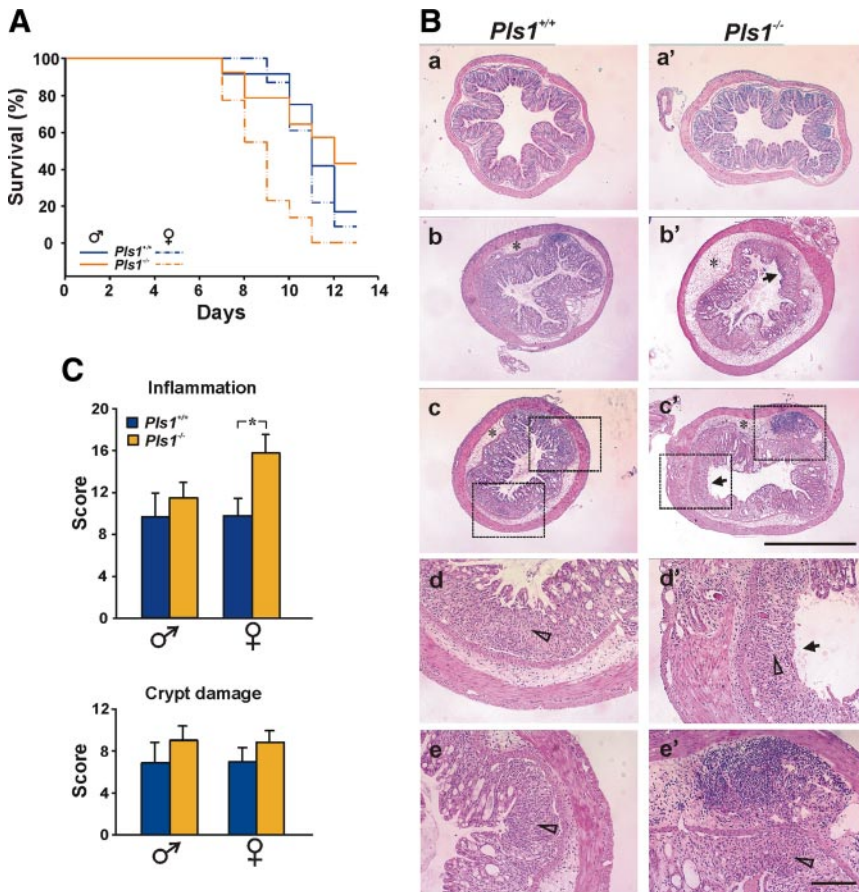 A
100
80
60
40
20
0
Survival (%)
♂ ♀
Pls1+/+
Pls1-/-
0 2 4 6 8 10 12 14
Days
B
Pls1+/+ Pls1-/-
a a'
b b'
* *
c c'
* *
d d'
e e'
C
Inflammation
20
16
12
8
4
0
Score
Pls1+/+
Pls1-/-
*
♂ ♀
Crypt damage
12
8
4
0
Score
♂ ♀